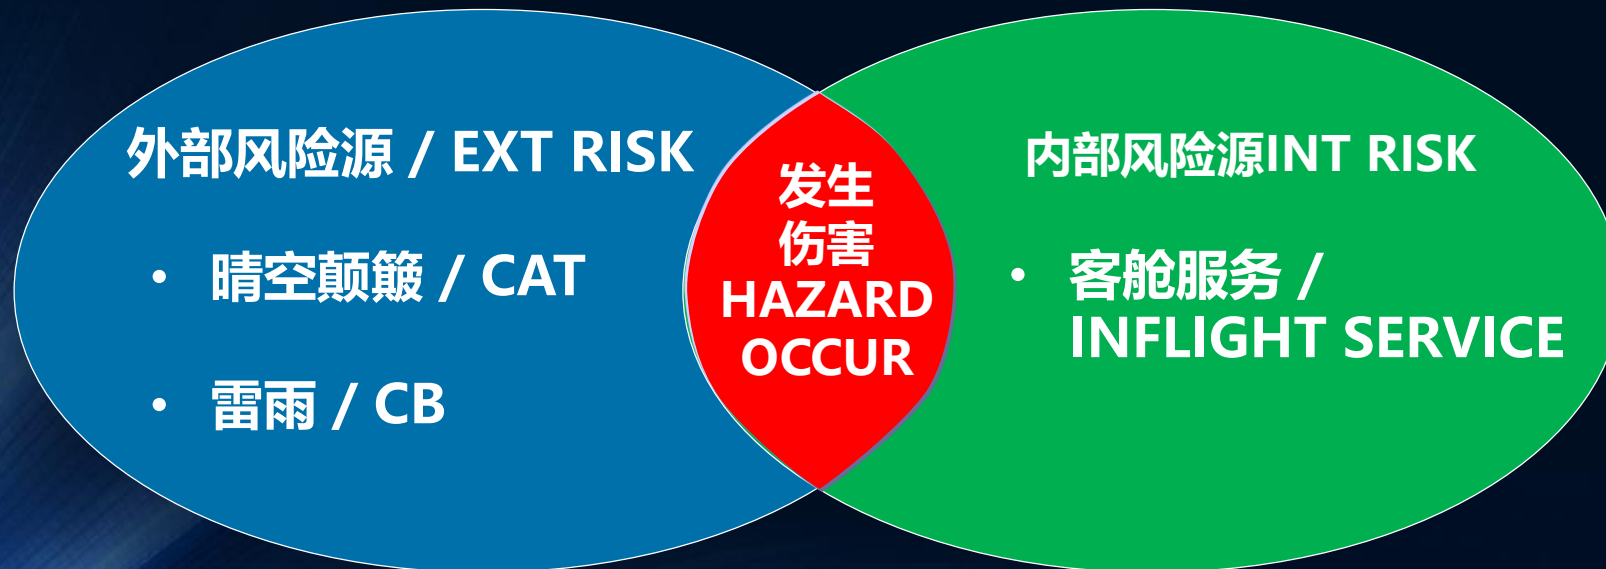 外部风险源 / EXT RISK
• 晴空颠簸 / CAT
• 雷雨 / CB
发生
伤害
HAZARD
OCCUR
内部风险源INT RISK
• 客舱服务 /
INFLIGHT SERVICE